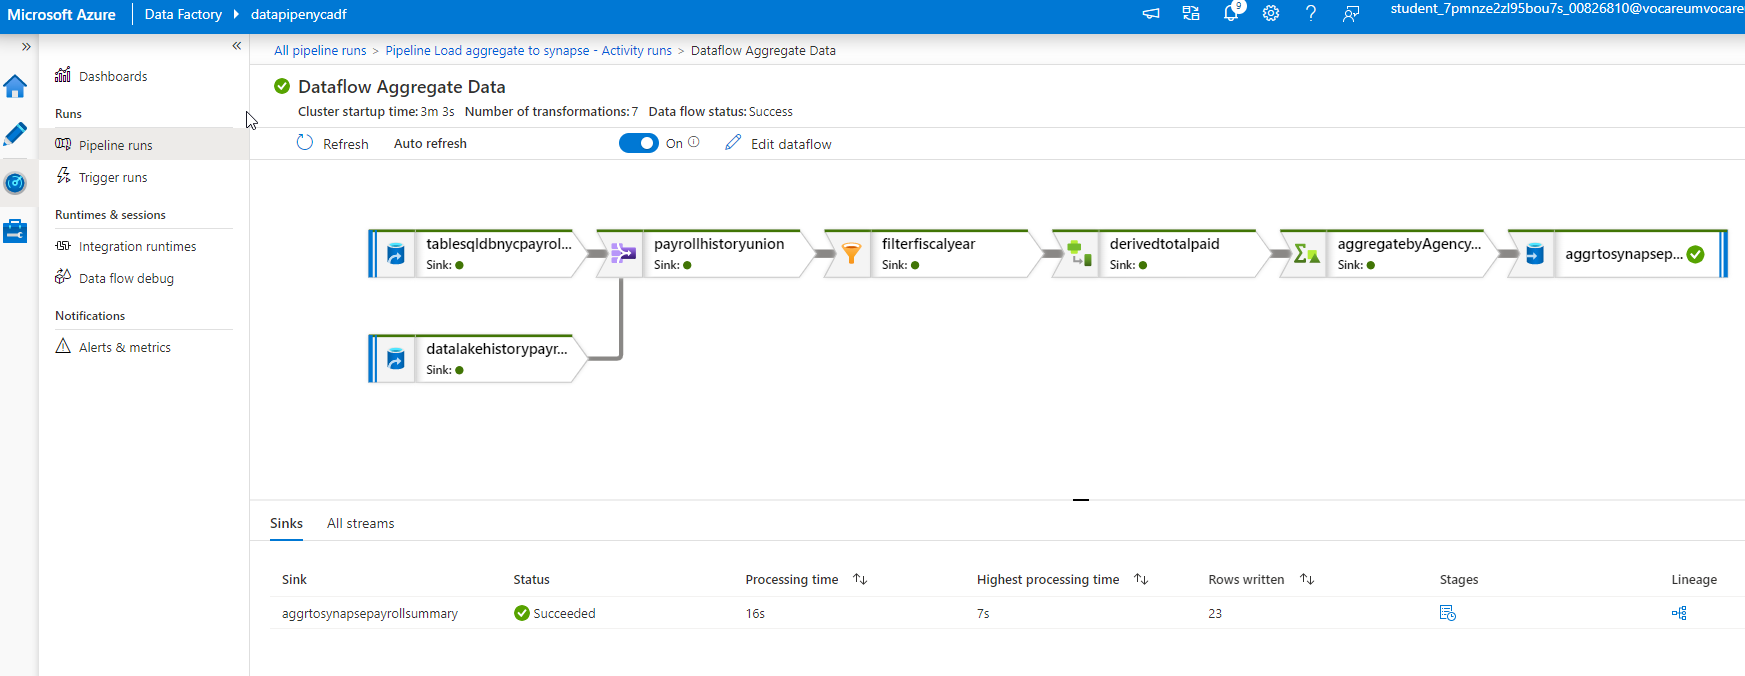 Microsoft Azure
Data Factory
datapipenycadf
9
student_7pmnze2zl95bou7s_00826810@vocareumvocare
Dashboards
Runs
Pipeline runs
Trigger runs
Runtimes & sessions
Integration runtimes
Data flow debug
Notifications
Alerts & metrics
All pipeline runs > Pipeline Load aggregate to synapse - Activity runs > Dataflow Aggregate Data
Dataflow Aggregate Data
Cluster startup time: 3m 3s Number of transformations: 7 Data flow status: Success
Refresh Auto refresh On Edit dataflow
tablesqldbnycpayrol...
Sink:
payrollhistoryunion
Sink:
filterfiscalyear
Sink:
derivedtotalpaid
Sink:
aggregatebyAgency...
Sink:
aggrtosynapsep...
datalakehistorypayr...
Sink:
Sinks All streams
Sink Status Processing time Highest processing time Rows written Stages Lineage
aggrtosynapsepayrollsummary Succeeded 16s 7s 23